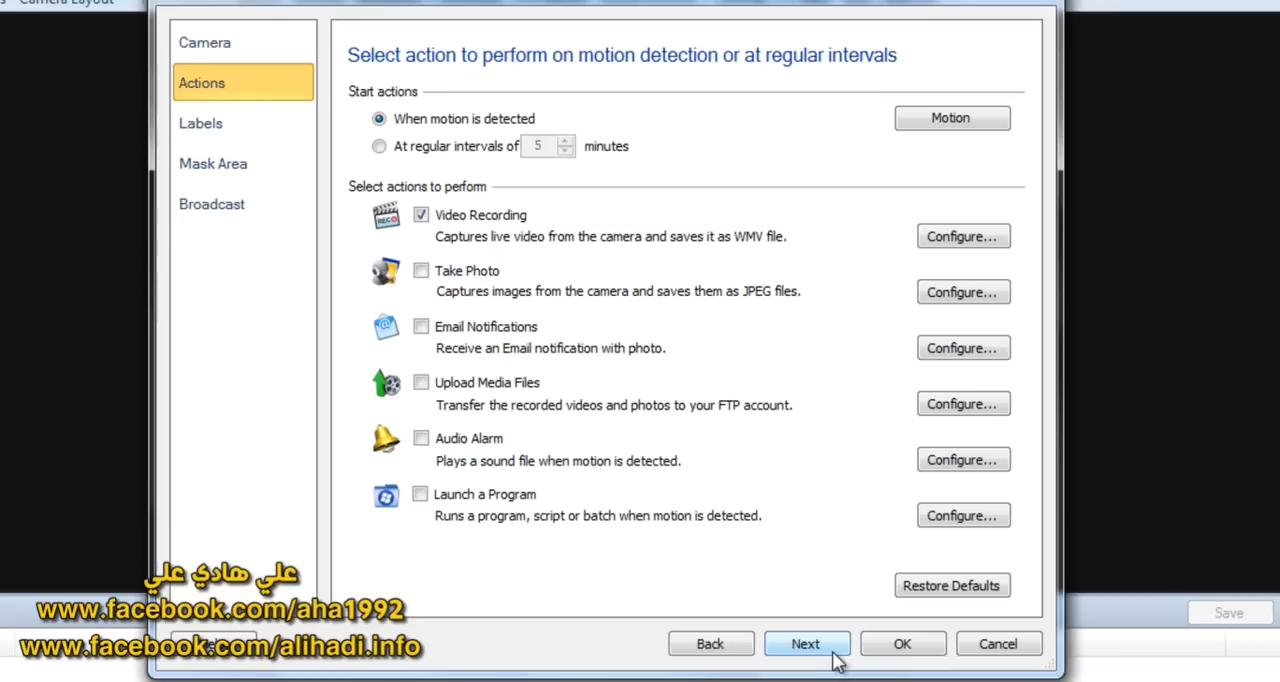 Camera Layout
Camera
Actions
Labels
Mask Area
Broadcast
Select action to perform on motion detection or at regular intervals
Start actions
When motion is detected
Motion
At regular intervals of 5 minutes
Select actions to perform
Video Recording
Captures live video from the camera and saves it as WMV file.
Configure...
Take Photo
Captures images from the camera and saves them as JPEG files.
Configure...
Email Notifications
Receive an Email notification with photo.
Configure...
Upload Media Files
Transfer the recorded videos and photos to your FTP account.
Configure...
Audio Alarm
Plays a sound file when motion is detected.
Configure...
Launch a Program
Runs a program, script or batch when motion is detected.
Configure...
Restore Defaults
علي هادي علي
www.facebook.com/aha1992
www.facebook.com/alihadi.info
Back
Next
OK
Cancel
Save